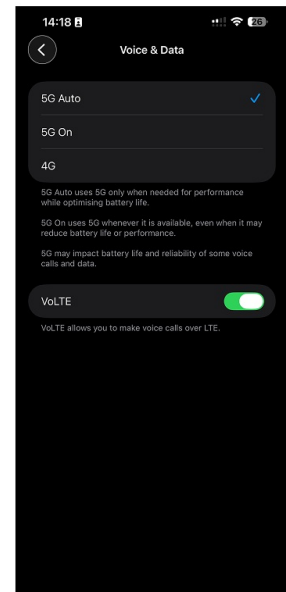 14:18
26
Voice & Data
5G Auto
5G On
4G
5G Auto uses 5G only when needed for performance
while optimising battery life.
5G On uses 5G whenever it is available, even when it may
reduce battery life or performance.
5G may impact battery life and reliability of some voice
calls and data.
VoLTE
VoLTE allows you to make voice calls over LTE.